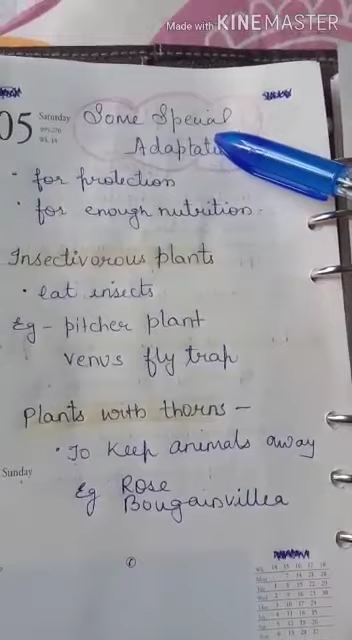 Made with KINEMASTER
05 Saturday
Some Special
Adaptati
• for protection
• for enough nutrition.
Insectivorous plants
• Eat insects
Eg - pitcher plant
venus fly trap
Plants with thorns -
• To keep animals away
Sunday
Eg Rose
Bougainvillea